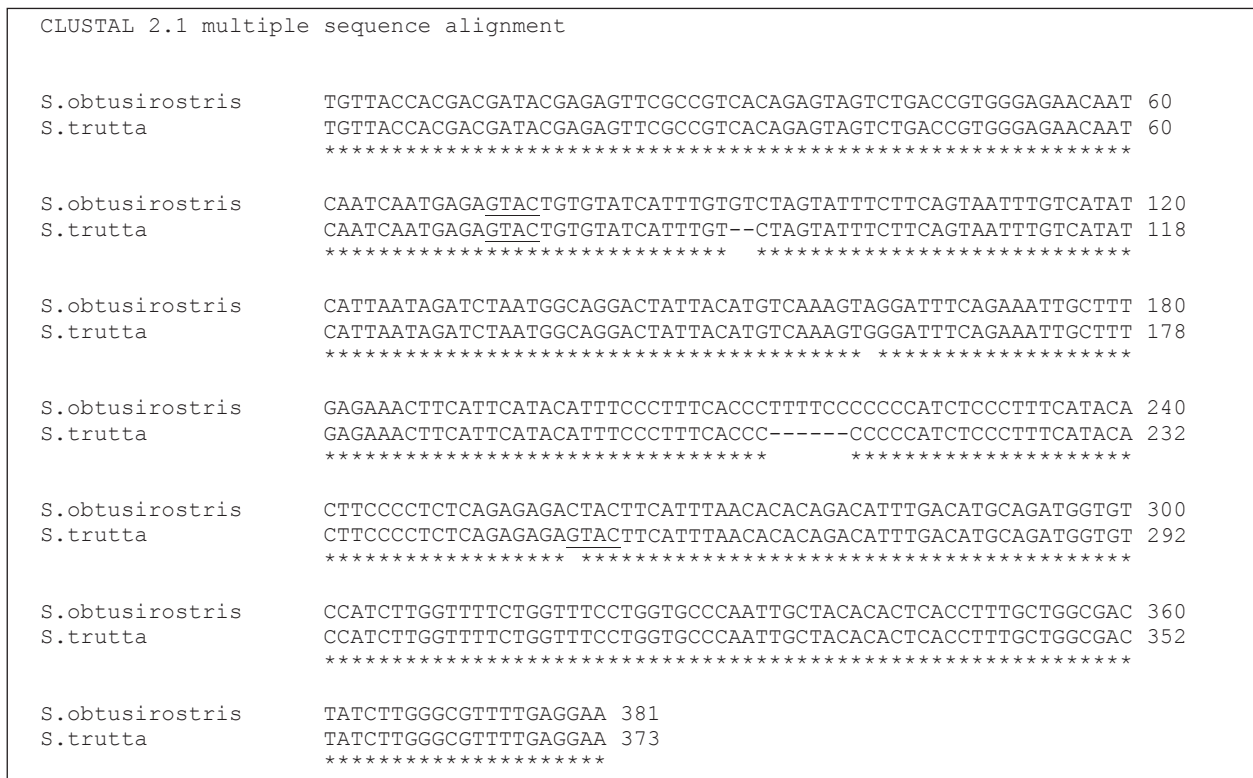 CLUSTAL 2.1 multiple sequence alignment
S.obtusirostris TGTTACCACGACGATACGAGAGTTCGCCGTCACAGAGTAGTCTGACCGTGGGAGAACAAT 60
S.trutta TGTTACCACGACGATACGAGAGTTCGCCGTCACAGAGTAGTCTGACCGTGGGAGAACAAT 60
************************************************************
S.obtusirostris CAATCAATGAGAGTACTGTGTATCATTTGTGTCTAGTATTTCTTCAGTAATTTGTCATAT 120
S.trutta CAATCAATGAGAGTACTGTGTATCATTTGT--CTAGTATTTCTTCAGTAATTTGTCATAT 118
****************************** ****************************
S.obtusirostris CATTAATAGATCTAATGGCAGGACTATTACATGTCAAAGTAGGATTTCAGAAATTGCTTT 180
S.trutta CATTAATAGATCTAATGGCAGGACTATTACATGTCAAAGTGGGATTTCAGAAATTGCTTT 178
**************************************** *******************
S.obtusirostris GAGAAACTTCATTCATACATTTCCCTTTCACCCTTTTCCCCCCATCTCCCTTTCATACA 240
S.trutta GAGAAACTTCATTCATACATTTCCCTTTCACCC------CCCCCATCTCCCTTTCATACA 232
********************************* *********************
S.obtusirostris CTTCCCCTCTCAGAGAGACTACTTCATTTAACACACAGACATTTGACATGCAGATGGTGT 300
S.trutta CTTCCCCTCTCAGAGAGAGTACTTCATTTAACACACAGACATTTGACATGCAGATGGTGT 292
****************** *****************************************
S.obtusirostris CCATCTTGGTTTTCTGGTTTCCTGGTGCCCAATTGCTACACACTCACCTTTGCTGGCGAC 360
S.trutta CCATCTTGGTTTTCTGGTTTCCTGGTGCCCAATTGCTACACACTCACCTTTGCTGGCGAC 352
************************************************************
S.obtusirostris TATCTTGGGCGTTTTGAGGAA 381
S.trutta TATCTTGGGCGTTTTGAGGAA 373
*********************